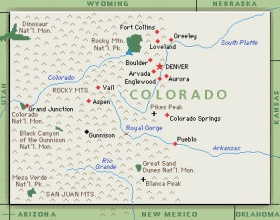 WYOMING
NEBRASKA
Dinosaur
Nat'l. Mon.
Fort Collins
Greeley
Rocky Mtn.
Nat'l. Pk.
Loveland
South Platte
Boulder
DENVER
Arvada
Englewood
Aurora
Colorado
ROCKY MTS.
Vail
UTAH
Aspen
COLORADO
KANSAS
Grand Junction
Colorado
Nat'l. Mon.
Pikes Peak
Colorado Springs
Black Canyon
of the Gunnison
Nat'l. Mon.
Gunnison
Royal Gorge
Pueblo
Arkansas
Rio
Grande
Mesa Verde
Nat'l. Pk.
Great Sand
Dunes Nat'l. Mon.
Blanca Peak
SAN JUAN MTS.
ARIZONA
NEW MEXICO
OKLAHOMA